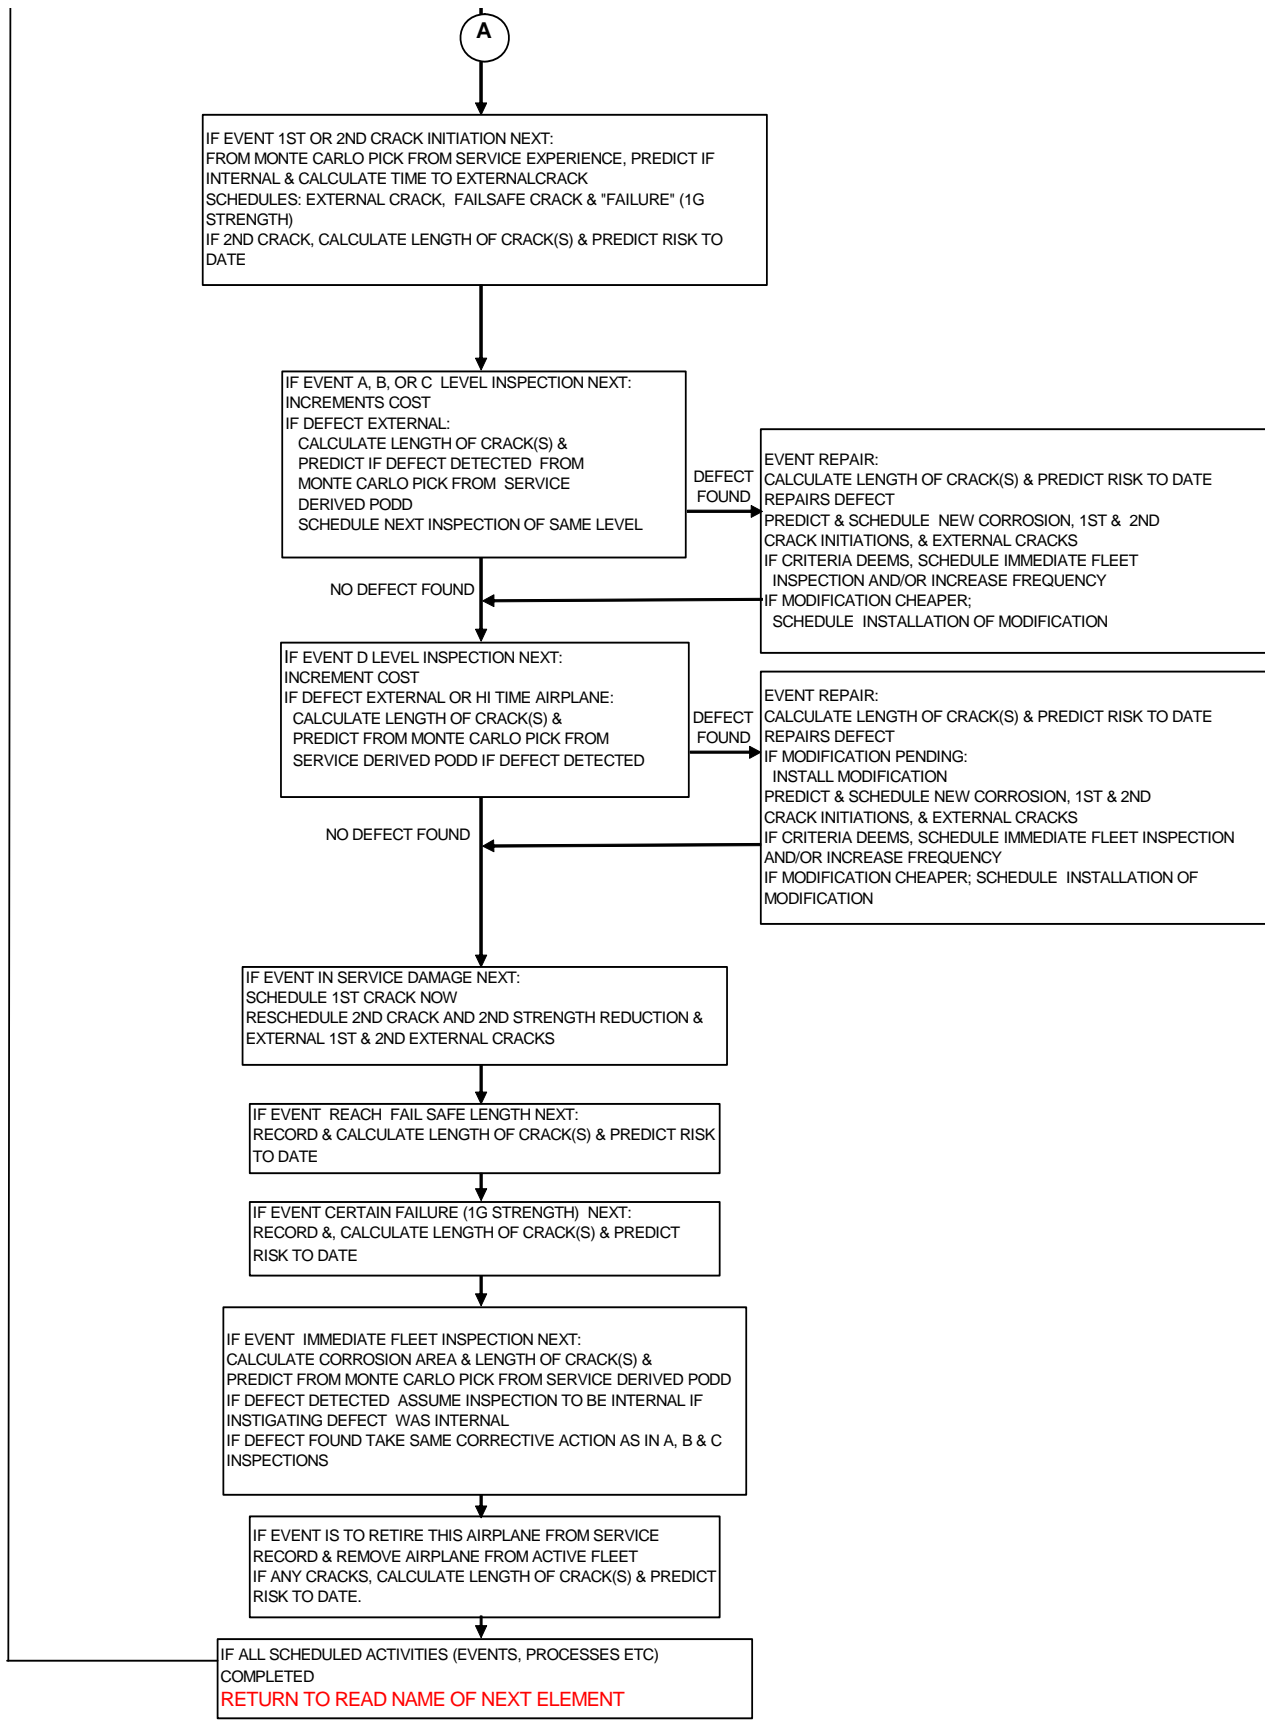 A
IF EVENT 1ST OR 2ND CRACK INITIATION NEXT:
FROM MONTE CARLO PICK FROM SERVICE EXPERIENCE, PREDICT IF
INTERNAL & CALCULATE TIME TO EXTERNALCRACK
SCHEDULES: EXTERNAL CRACK, FAILSAFE CRACK & "FAILURE" (1G
STRENGTH)
IF 2ND CRACK, CALCULATE LENGTH OF CRACK(S) & PREDICT RISK TO
DATE
IF EVENT A, B, OR C LEVEL INSPECTION NEXT:
INCREMENTS COST
IF DEFECT EXTERNAL:
CALCULATE LENGTH OF CRACK(S) &
PREDICT IF DEFECT DETECTED FROM
MONTE CARLO PICK FROM SERVICE
DERIVED PODD
SCHEDULE NEXT INSPECTION OF SAME LEVEL
DEFECT
FOUND
EVENT REPAIR:
CALCULATE LENGTH OF CRACK(S) & PREDICT RISK TO DATE
REPAIRS DEFECT
PREDICT & SCHEDULE NEW CORROSION, 1ST & 2ND
CRACK INITIATIONS, & EXTERNAL CRACKS
IF CRITERIA DEEMS, SCHEDULE IMMEDIATE FLEET
INSPECTION AND/OR INCREASE FREQUENCY
IF MODIFICATION CHEAPER;
SCHEDULE INSTALLATION OF MODIFICATION
NO DEFECT FOUND
IF EVENT D LEVEL INSPECTION NEXT:
INCREMENT COST
IF DEFECT EXTERNAL OR HI TIME AIRPLANE:
CALCULATE LENGTH OF CRACK(S) &
PREDICT FROM MONTE CARLO PICK FROM
SERVICE DERIVED PODD IF DEFECT DETECTED
DEFECT
FOUND
EVENT REPAIR:
CALCULATE LENGTH OF CRACK(S) & PREDICT RISK TO DATE
REPAIRS DEFECT
IF MODIFICATION PENDING:
INSTALL MODIFICATION
PREDICT & SCHEDULE NEW CORROSION, 1ST & 2ND
CRACK INITIATIONS, & EXTERNAL CRACKS
IF CRITERIA DEEMS, SCHEDULE IMMEDIATE FLEET INSPECTION
AND/OR INCREASE FREQUENCY
IF MODIFICATION CHEAPER; SCHEDULE INSTALLATION OF
MODIFICATION
NO DEFECT FOUND
IF EVENT IN SERVICE DAMAGE NEXT:
SCHEDULE 1ST CRACK NOW
RESCHEDULE 2ND CRACK AND 2ND STRENGTH REDUCTION &
EXTERNAL 1ST & 2ND EXTERNAL CRACKS
IF EVENT REACH FAIL SAFE LENGTH NEXT:
RECORD & CALCULATE LENGTH OF CRACK(S) & PREDICT RISK
TO DATE
IF EVENT CERTAIN FAILURE (1G STRENGTH) NEXT:
RECORD &, CALCULATE LENGTH OF CRACK(S) & PREDICT
RISK TO DATE
IF EVENT IMMEDIATE FLEET INSPECTION NEXT:
CALCULATE CORROSION AREA & LENGTH OF CRACK(S) &
PREDICT FROM MONTE CARLO PICK FROM SERVICE DERIVED PODD
IF DEFECT DETECTED ASSUME INSPECTION TO BE INTERNAL IF
INSTIGATING DEFECT WAS INTERNAL
IF DEFECT FOUND TAKE SAME CORRECTIVE ACTION AS IN A, B & C
INSPECTIONS
IF EVENT IS TO RETIRE THIS AIRPLANE FROM SERVICE
RECORD & REMOVE AIRPLANE FROM ACTIVE FLEET
IF ANY CRACKS, CALCULATE LENGTH OF CRACK(S) & PREDICT
RISK TO DATE.
IF ALL SCHEDULED ACTIVITIES (EVENTS, PROCESSES ETC)
COMPLETED
RETURN TO READ NAME OF NEXT ELEMENT